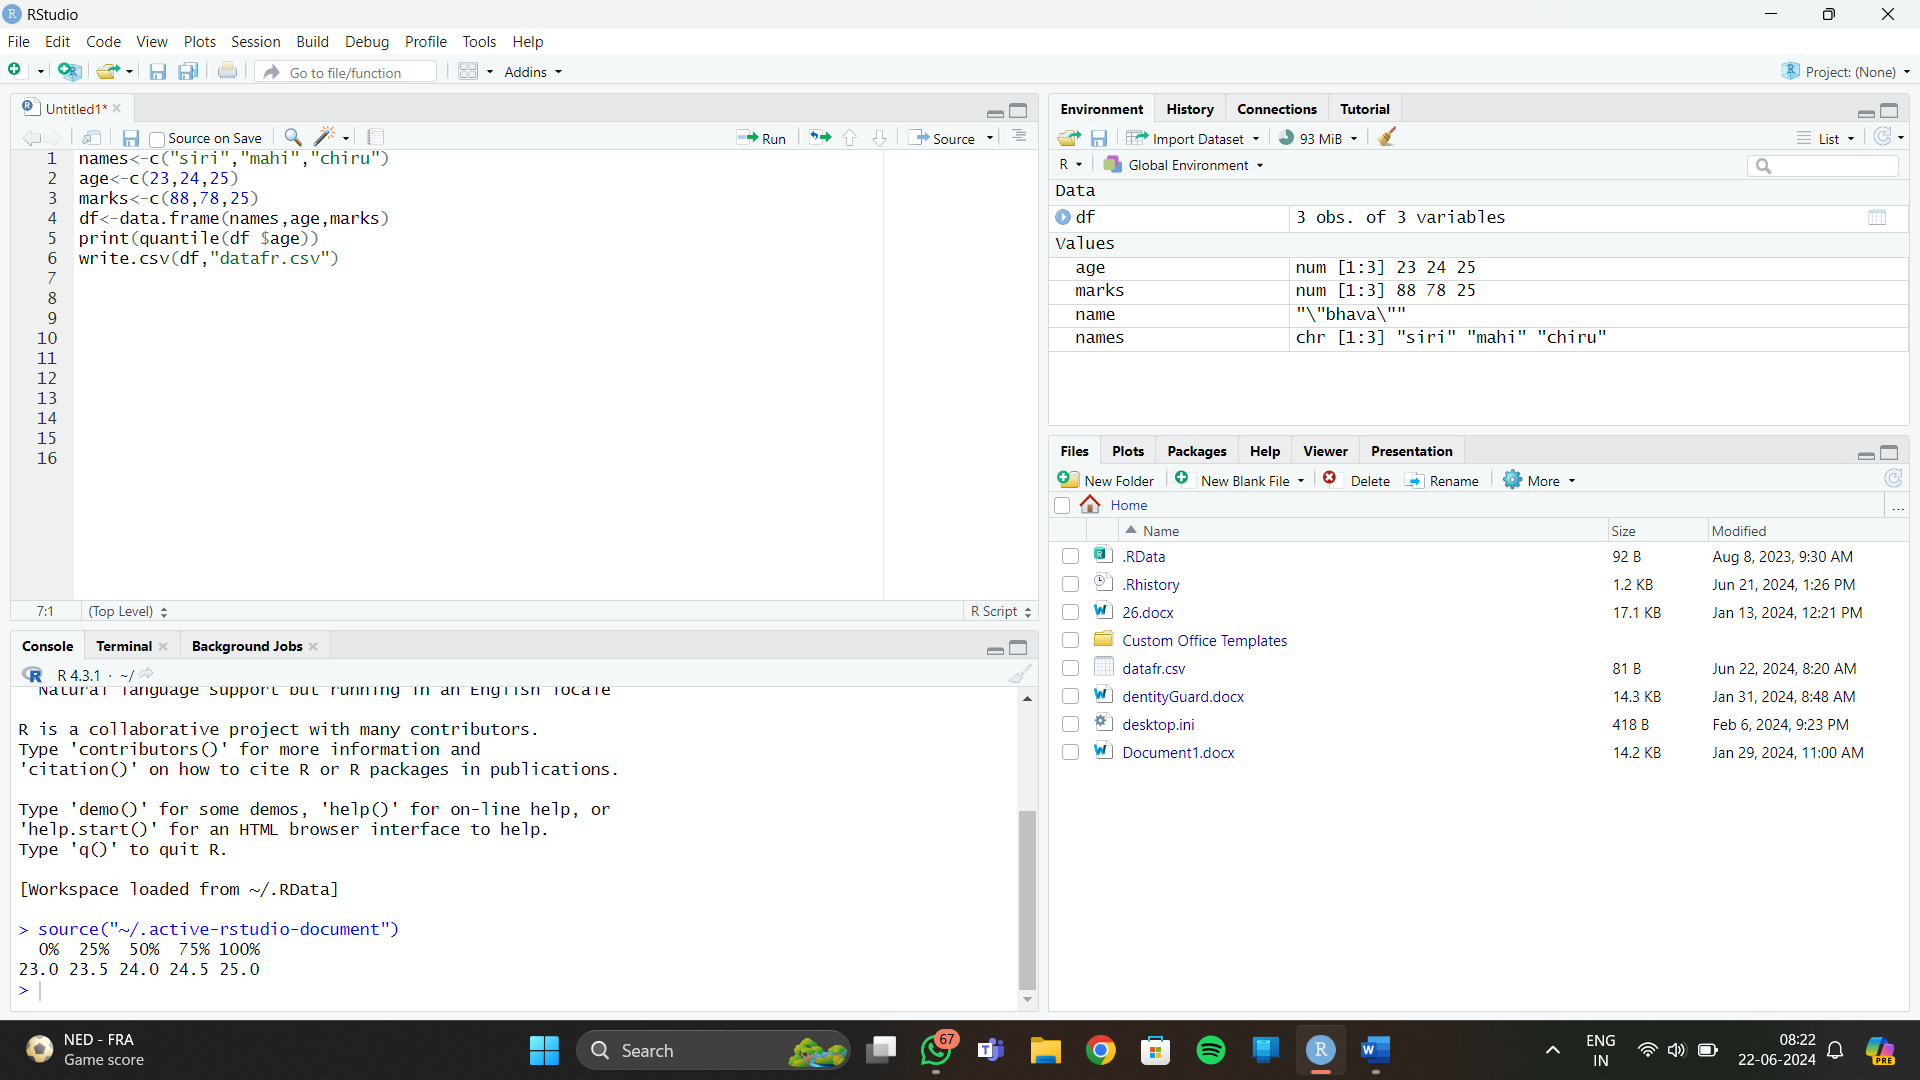 RStudio
File Edit Code View Plots Session Build Debug Profile Tools Help
Go to file/function Addins Project: (None)
Untitled1*
Source on Save Run Source
1 names<-c("siri","mahi","chiru")
2 age<-c(23,24,25)
3 marks<-c(88,78,25)
4 df<-data.frame(names,age,marks)
5 print(quantile(df $age))
6 write.csv(df,"datafr.csv")
7
8
9
10
11
12
13
14
15
16
7:1 (Top Level) R Script
Console Terminal Background Jobs
R 4.3.1 · ~/
Natural language support but running in an English locale
R is a collaborative project with many contributors.
Type 'contributors()' for more information and
'citation()' on how to cite R or R packages in publications.
Type 'demo()' for some demos, 'help()' for on-line help, or
'help.start()' for an HTML browser interface to help.
Type 'q()' to quit R.
[Workspace loaded from ~/.RData]
> source("~/.active-rstudio-document")
0% 25% 50% 75% 100%
23.0 23.5 24.0 24.5 25.0
>
Environment History Connections Tutorial
Import Dataset 93 MiB List
R Global Environment
Data
df 3 obs. of 3 variables
Values
age num [1:3] 23 24 25
marks num [1:3] 88 78 25
name "\"bhava\""
names chr [1:3] "siri" "mahi" "chiru"
Files Plots Packages Help Viewer Presentation
New Folder New Blank File Delete Rename More
Home ...
Name Size Modified
.RData 92 B Aug 8, 2023, 9:30 AM
.Rhistory 1.2 KB Jun 21, 2024, 1:26 PM
26.docx 17.1 KB Jan 13, 2024, 12:21 PM
Custom Office Templates
datafr.csv 81 B Jun 22, 2024, 8:20 AM
dentityGuard.docx 14.3 KB Jan 31, 2024, 8:48 AM
desktop.ini 418 B Feb 6, 2024, 9:23 PM
Document1.docx 14.2 KB Jan 29, 2024, 11:00 AM
NED - FRA
Game score
Search
67
ENG
IN
08:22
22-06-2024
PRE